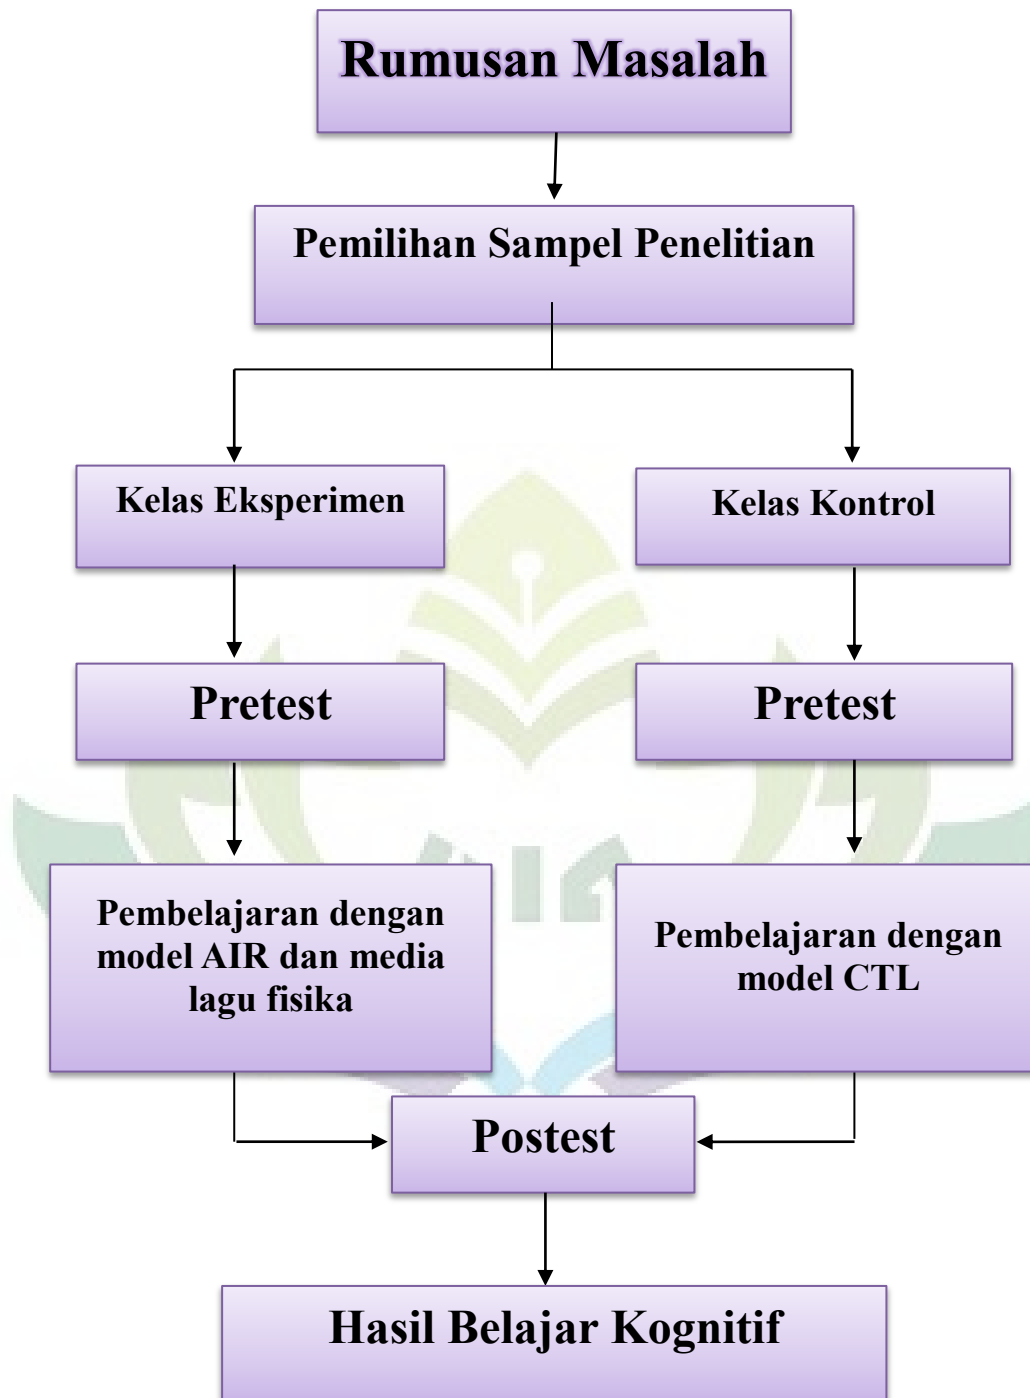 Rumusan Masalah
Pemilihan Sampel Penelitian
Kelas Eksperimen
Kelas Kontrol
Pretest
Pretest
Pembelajaran dengan
model AIR dan media
lagu fisika
Pembelajaran dengan
model CTL
Postest
Hasil Belajar Kognitif